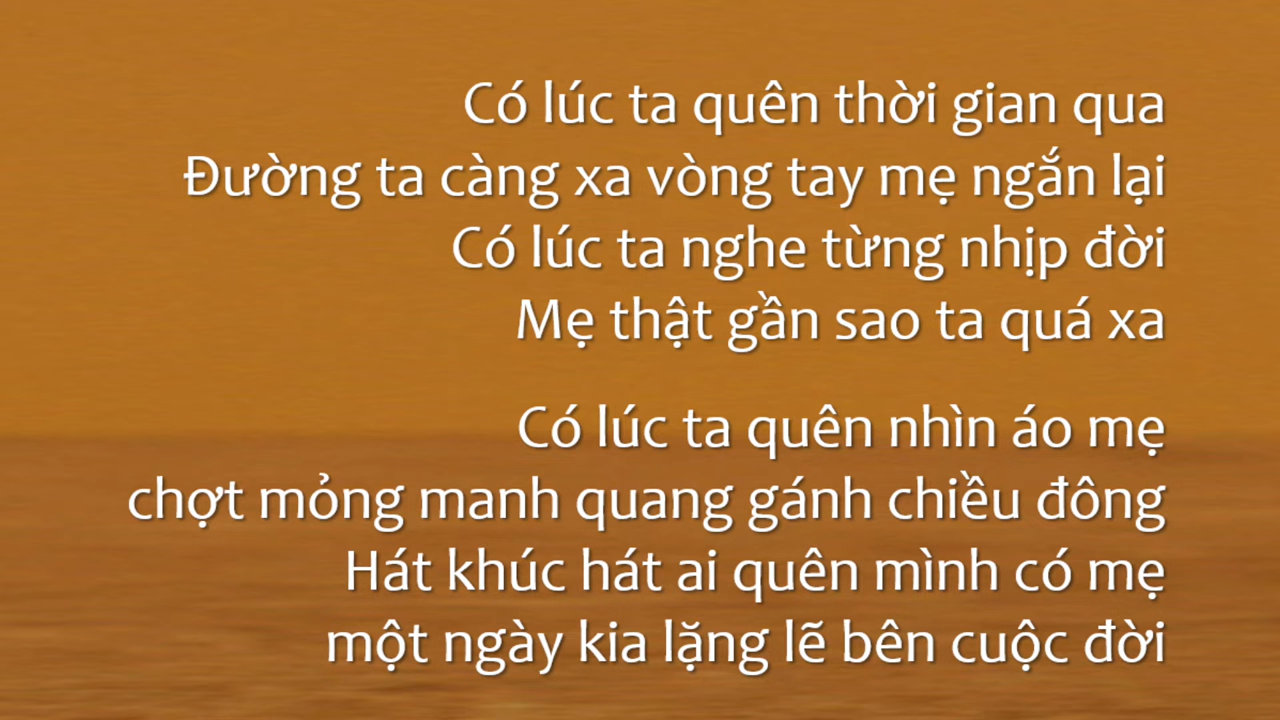 Có lúc ta quên thời gian qua
Đường ta càng xa vòng tay mẹ ngắn lại
Có lúc ta nghe từng nhịp đời
Mẹ thật gần sao ta quá xa
Có lúc ta quên nhìn áo mẹ
chợt mỏng manh quang gánh chiều đông
Hát khúc hát ai quên mình có mẹ
một ngày kia lặng lẽ bên cuộc đời